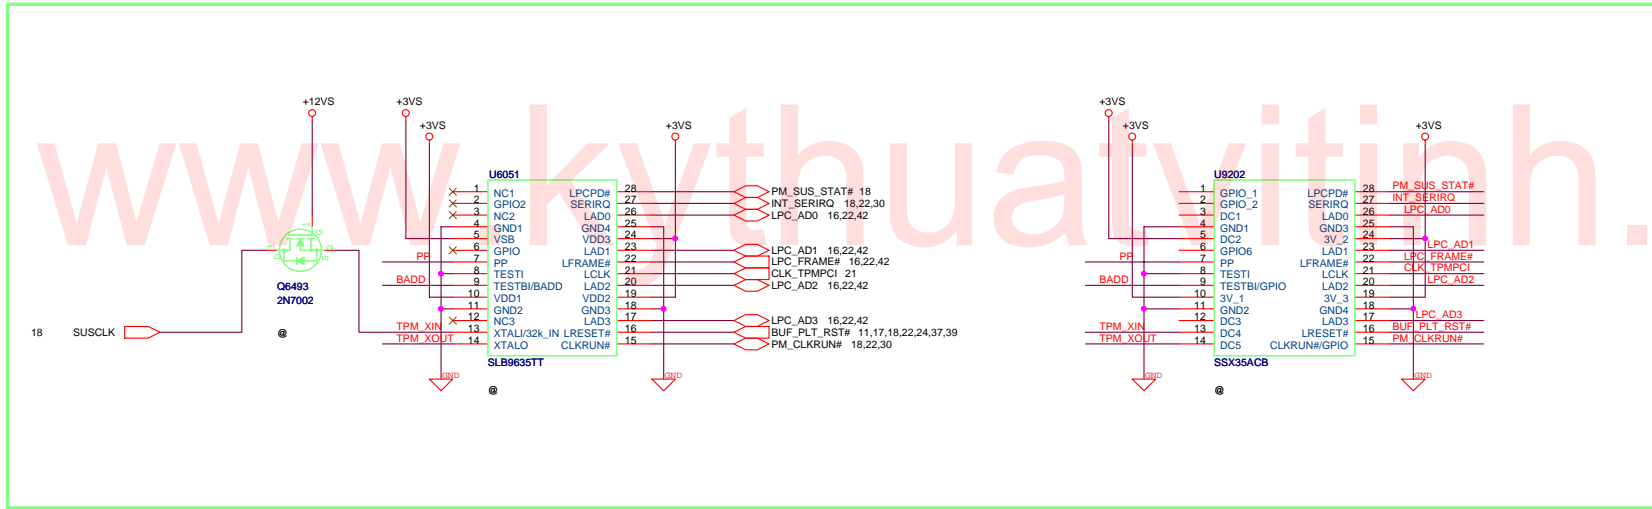 www.kythuatvitinh.
+12VS
+3VS
+3VS
+3VS
+3VS
+3VS
+3VS
U6051
U9202
1 NC1 LPCPD# 28 PM_SUS_STAT# 18
2 GPIO2 SERIRQ 27 INT_SERIRQ 18,22,30
3 NC2 LAD0 26 LPC_AD0 16,22,42
4 GND1 GND4 25
5 VSB VDD3 24
6 GPIO LAD1 23 LPC_AD1 16,22,42
PP 7 PP LFRAME# 22 LPC_FRAME# 16,22,42
8 TESTI LCLK 21 CLK_TPMPCI 21
BADD 9 TESTBI/BADD LAD2 20 LPC_AD2 16,22,42
10 VDD1 VDD2 19
11 GND2 GND3 18
12 NC3 LAD3 17 LPC_AD3 16,22,42
TPM_XIN 13 XTALI/32k_IN LRESET# 16 BUF_PLT_RST# 11,17,18,22,24,37,39
TPM_XOUT 14 XTALO CLKRUN# 15 PM_CLKRUN# 18,22,30
SLB9635TT
GND
GND
@
G 1
D 3
S 2
Q6493
2N7002
@
18 SUSCLK
1 GPIO_1 LPCPD# 28 PM_SUS_STAT#
2 GPIO_2 SERIRQ 27 INT_SERIRQ
3 DC1 LAD0 26 LPC_AD0
4 GND1 GND3 25
5 DC2 3V_2 24
6 GPIO6 LAD1 23 LPC_AD1
PP 7 PP LFRAME# 22 LPC_FRAME#
8 TESTI LCLK 21 CLK_TPMPCI
BADD 9 TESTBI/GPIO LAD2 20 LPC_AD2
10 3V_1 3V_3 19
11 GND2 GND4 18
12 DC3 LAD3 17 LPC_AD3
TPM_XIN 13 DC4 LRESET# 16 BUF_PLT_RST#
TPM_XOUT 14 DC5 CLKRUN#/GPIO 15 PM_CLKRUN#
SSX35ACB
GND
GND
@